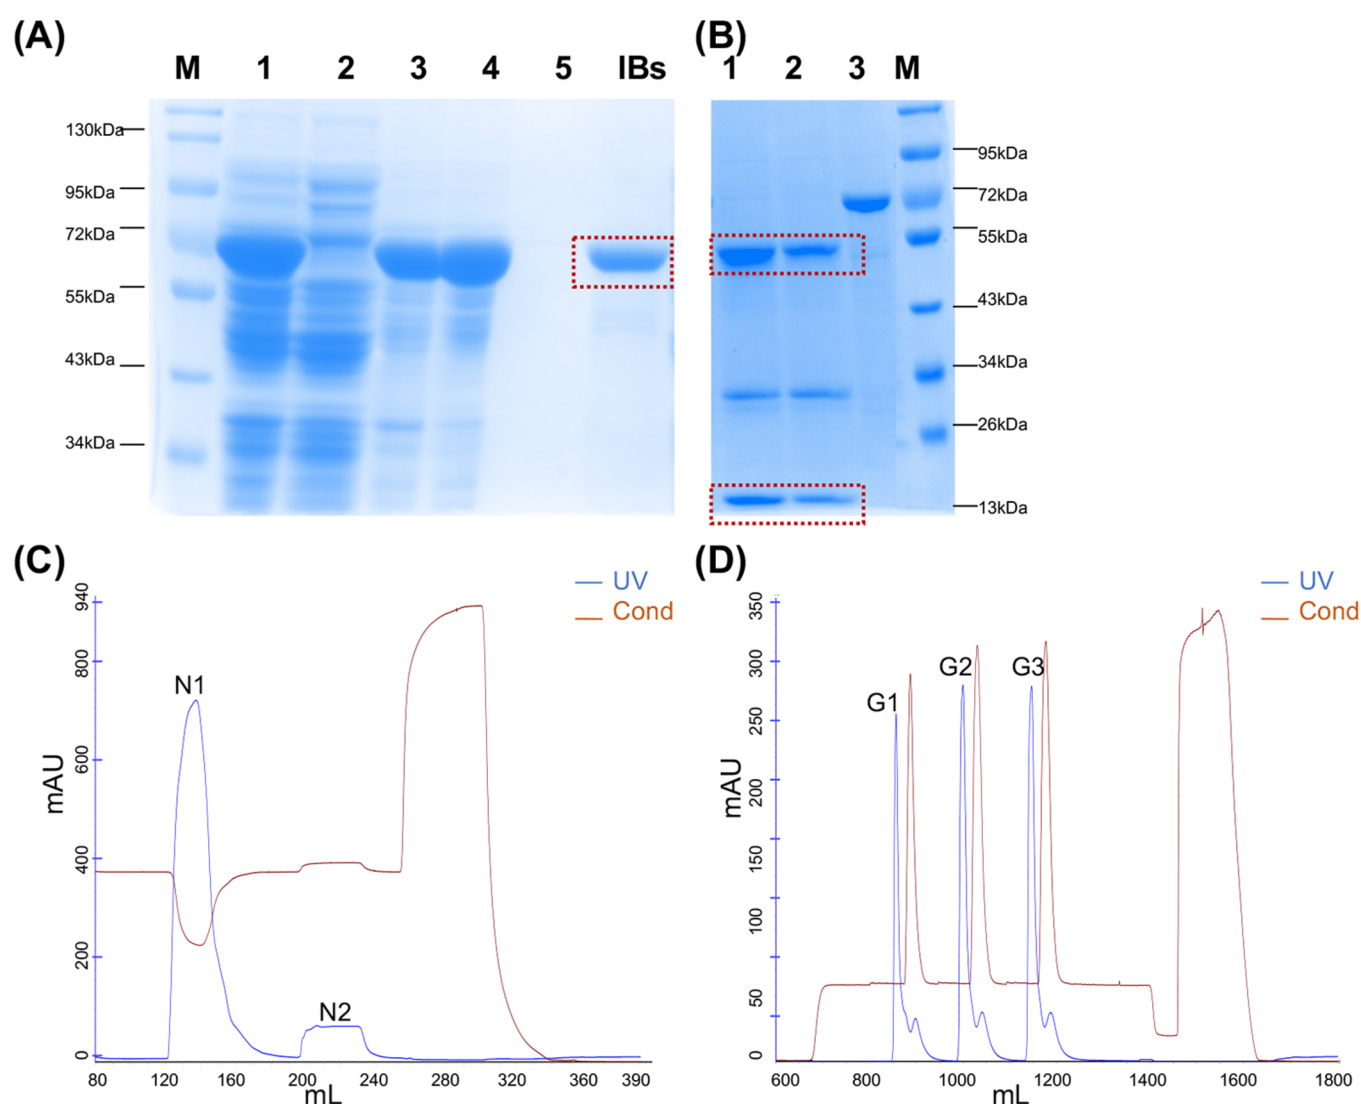 (A)
M 1 2 3 4 5 IBs
130kDa
95kDa
72kDa
55kDa
43kDa
34kDa
(B)
1 2 3 M
95kDa
72kDa
55kDa
43kDa
34kDa
26kDa
13kDa
(C)
UV
Cond
940
800
600
400
200
0
mAU
N1
N2
80 120 160 200 240 280 320 360 390
mL
(D)
UV
Cond
350
300
250
200
150
100
50
0
mAU
G1
G2
G3
600 800 1000 1200 1400 1600 1800
mL